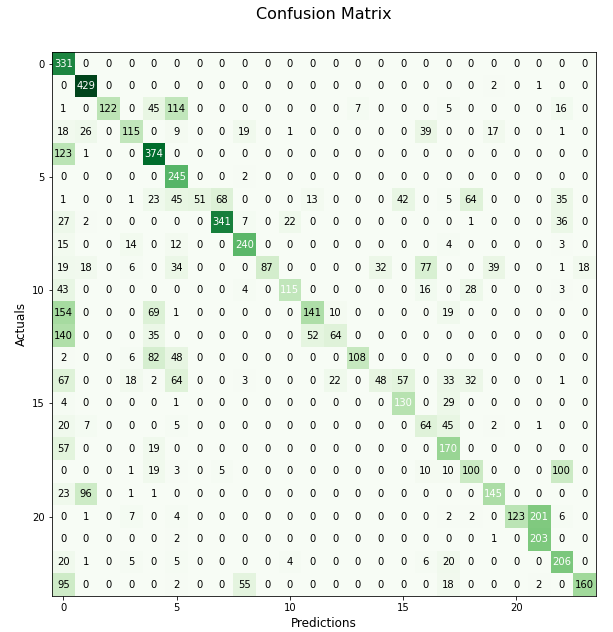 Confusion Matrix
Actuals
0 331 0 0 0 0 0 0 0 0 0 0 0 0 0 0 0 0 0 0 0 0 0 0 0
0 429 0 0 0 0 0 0 0 0 0 0 0 0 0 0 0 0 0 2 0 1 0 0
1 0 122 0 45 114 0 0 0 0 0 0 0 7 0 0 0 5 0 0 0 0 16 0
18 26 0 115 0 9 0 0 19 0 1 0 0 0 0 0 39 0 0 17 0 0 1 0
123 1 0 0 374 0 0 0 0 0 0 0 0 0 0 0 0 0 0 0 0 0 0 0
5 0 0 0 0 0 245 0 0 2 0 0 0 0 0 0 0 0 0 0 0 0 0 0 0
1 0 0 1 23 45 51 68 0 0 0 13 0 0 0 42 0 5 64 0 0 0 35 0
27 2 0 0 0 0 0 341 7 0 22 0 0 0 0 0 0 0 1 0 0 0 36 0
15 0 0 14 0 12 0 0 240 0 0 0 0 0 0 0 0 4 0 0 0 0 3 0
19 18 0 6 0 34 0 0 0 87 0 0 0 0 32 0 77 0 0 39 0 0 1 18
10 43 0 0 0 0 0 0 0 4 0 115 0 0 0 0 0 16 0 28 0 0 0 3 0
154 0 0 0 69 1 0 0 0 0 0 141 10 0 0 0 0 19 0 0 0 0 0 0
140 0 0 0 35 0 0 0 0 0 0 52 64 0 0 0 0 0 0 0 0 0 0 0
2 0 0 6 82 48 0 0 0 0 0 0 0 108 0 0 0 0 0 0 0 0 0 0
67 0 0 18 2 64 0 0 3 0 0 0 22 0 48 57 0 33 32 0 0 0 1 0
15 4 0 0 0 0 1 0 0 0 0 0 0 0 0 0 130 0 29 0 0 0 0 0 0
20 7 0 0 0 5 0 0 0 0 0 0 0 0 0 0 64 45 0 2 0 1 0 0
57 0 0 0 19 0 0 0 0 0 0 0 0 0 0 0 0 170 0 0 0 0 0 0
0 0 0 1 19 3 0 5 0 0 0 0 0 0 0 0 10 10 100 0 0 0 100 0
23 96 0 1 1 0 0 0 0 0 0 0 0 0 0 0 0 0 0 145 0 0 0 0
20 0 1 0 7 0 4 0 0 0 0 0 0 0 0 0 0 0 2 2 0 123 201 6 0
0 0 0 0 0 2 0 0 0 0 0 0 0 0 0 0 0 0 0 1 0 203 0 0
20 1 0 5 0 5 0 0 0 0 4 0 0 0 0 0 6 20 0 0 0 0 206 0
95 0 0 0 0 2 0 0 55 0 0 0 0 0 0 0 0 18 0 0 0 2 0 160
0 5 10 15 20
Predictions